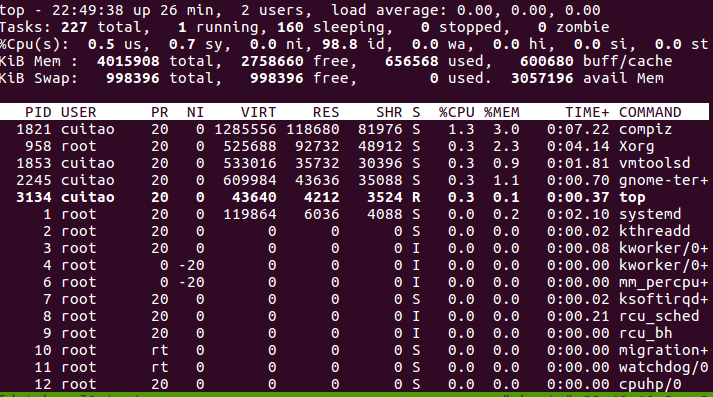 top - 22:49:38 up 26 min,  2 users,  load average: 0.00, 0.00, 0.00
Tasks: 227 total,   1 running, 160 sleeping,   0 stopped,   0 zombie
%Cpu(s):  0.5 us,  0.7 sy,  0.0 ni, 98.8 id,  0.0 wa,  0.0 hi,  0.0 si,  0.0 st
KiB Mem :  4015908 total,  2758660 free,   656568 used,   600680 buff/cache
KiB Swap:   998396 total,   998396 free,        0 used.  3057196 avail Mem
PID USER      PR  NI    VIRT    RES    SHR S  %CPU %MEM     TIME+ COMMAND
1821 cuitao    20   0 1285556 118680  81976 S   1.3  3.0   0:07.22 compiz
958 root      20   0  525688  92732  48912 S   0.3  2.3   0:04.14 Xorg
1853 cuitao    20   0  533016  35732  30396 S   0.3  0.9   0:01.81 vmtoolsd
2245 cuitao    20   0  609984  43636  35088 S   0.3  1.1   0:00.70 gnome-ter+
3134 cuitao    20   0   43640   4212   3524 R   0.3  0.1   0:00.37 top
1 root      20   0  119864   6036   4088 S   0.0  0.2   0:02.10 systemd
2 root      20   0       0      0      0 S   0.0  0.0   0:00.02 kthreadd
3 root      20   0       0      0      0 I   0.0  0.0   0:00.08 kworker/0+
4 root       0 -20       0      0      0 I   0.0  0.0   0:00.00 kworker/0+
6 root       0 -20       0      0      0 I   0.0  0.0   0:00.00 mm_percpu+
7 root      20   0       0      0      0 S   0.0  0.0   0:00.02 ksoftirqd+
8 root      20   0       0      0      0 I   0.0  0.0   0:00.21 rcu_sched
9 root      20   0       0      0      0 I   0.0  0.0   0:00.00 rcu_bh
10 root      rt   0       0      0      0 S   0.0  0.0   0:00.00 migration+
11 root      rt   0       0      0      0 S   0.0  0.0   0:00.00 watchdog/0
12 root      20   0       0      0      0 S   0.0  0.0   0:00.00 cpuhp/0